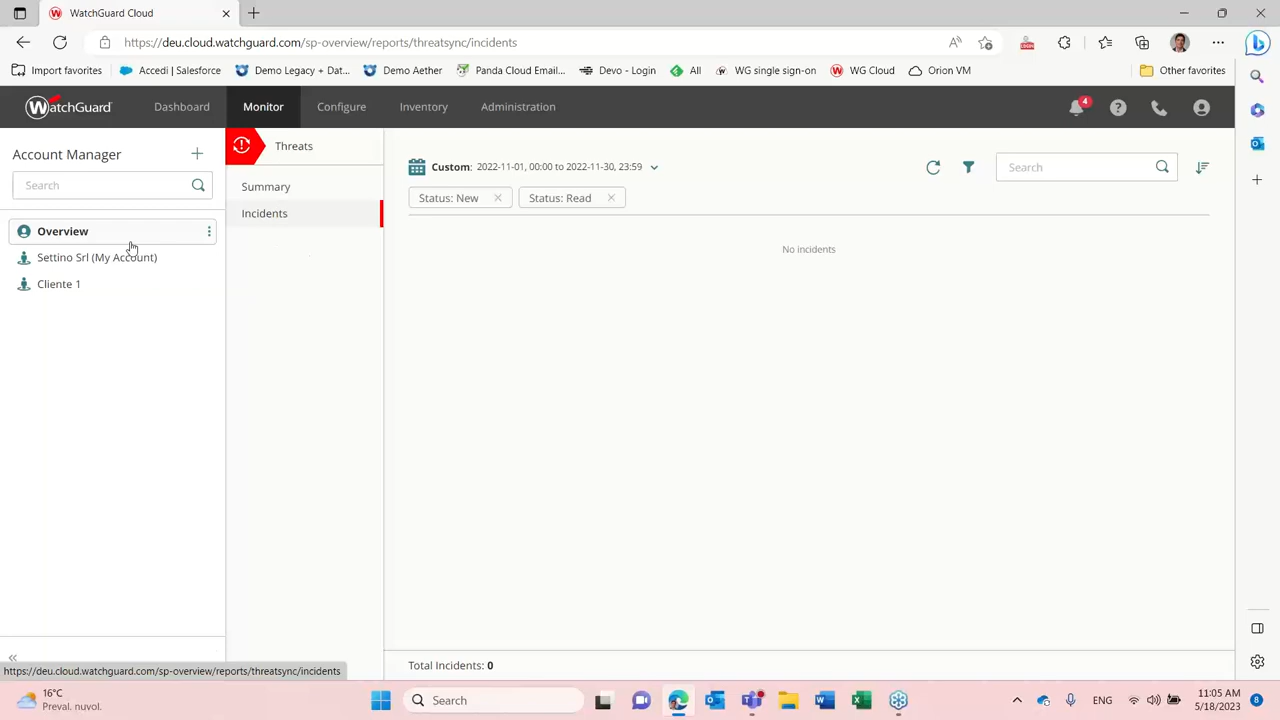 WatchGuard Cloud
https://deu.cloud.watchguard.com/sp-overview/reports/threatsync/incidents
Import favorites
Accedi | Salesforce
Demo Legacy + Dat...
Demo Aether
Panda Cloud Email...
Devo - Login
All
WG single sign-on
WG Cloud
Orion VM
Other favorites
WatchGuard
Dashboard
Monitor
Configure
Inventory
Administration
4
Account Manager
Search
Overview
Settino Srl (My Account)
Cliente 1
Threats
Summary
Incidents
Custom: 2022-11-01, 00:00 to 2022-11-30, 23:59
Search
Status: New
Status: Read
No incidents
Total Incidents: 0
https://deu.cloud.watchguard.com/sp-overview/reports/threatsync/incidents
16°C
Preval. nuvol.
Search
ENG
11:05 AM
5/18/2023
8